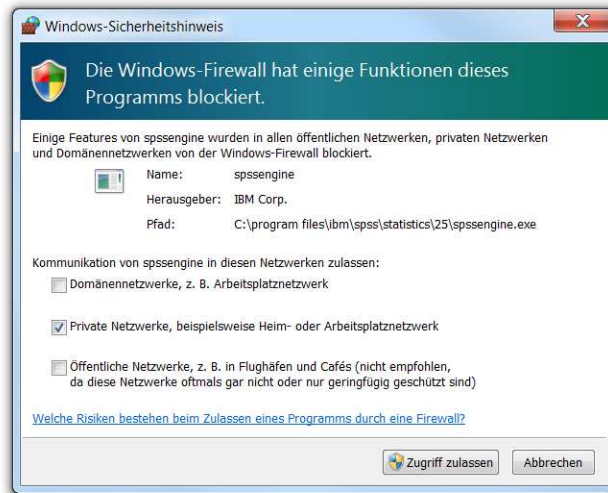 Windows-Sicherheitshinweis
Die Windows-Firewall hat einige Funktionen dieses
Programms blockiert.
Einige Features von spssengine wurden in allen öffentlichen Netzwerken, privaten Netzwerken
und Domänennetzwerken von der Windows-Firewall blockiert.
Name: spssengine
Herausgeber: IBM Corp.
Pfad: C:\program files\ibm\spss\statistics\25\spssengine.exe
Kommunikation von spssengine in diesen Netzwerken zulassen:
Domänennetzwerke, z. B. Arbeitsplatznetzwerk
Private Netzwerke, beispielsweise Heim- oder Arbeitsplatznetzwerk
Öffentliche Netzwerke, z. B. in Flughäfen und Cafés (nicht empfohlen,
da diese Netzwerke oftmals gar nicht oder nur geringfügig geschützt sind)
Welche Risiken bestehen beim Zulassen eines Programms durch eine Firewall?
Zugriff zulassen Abbrechen